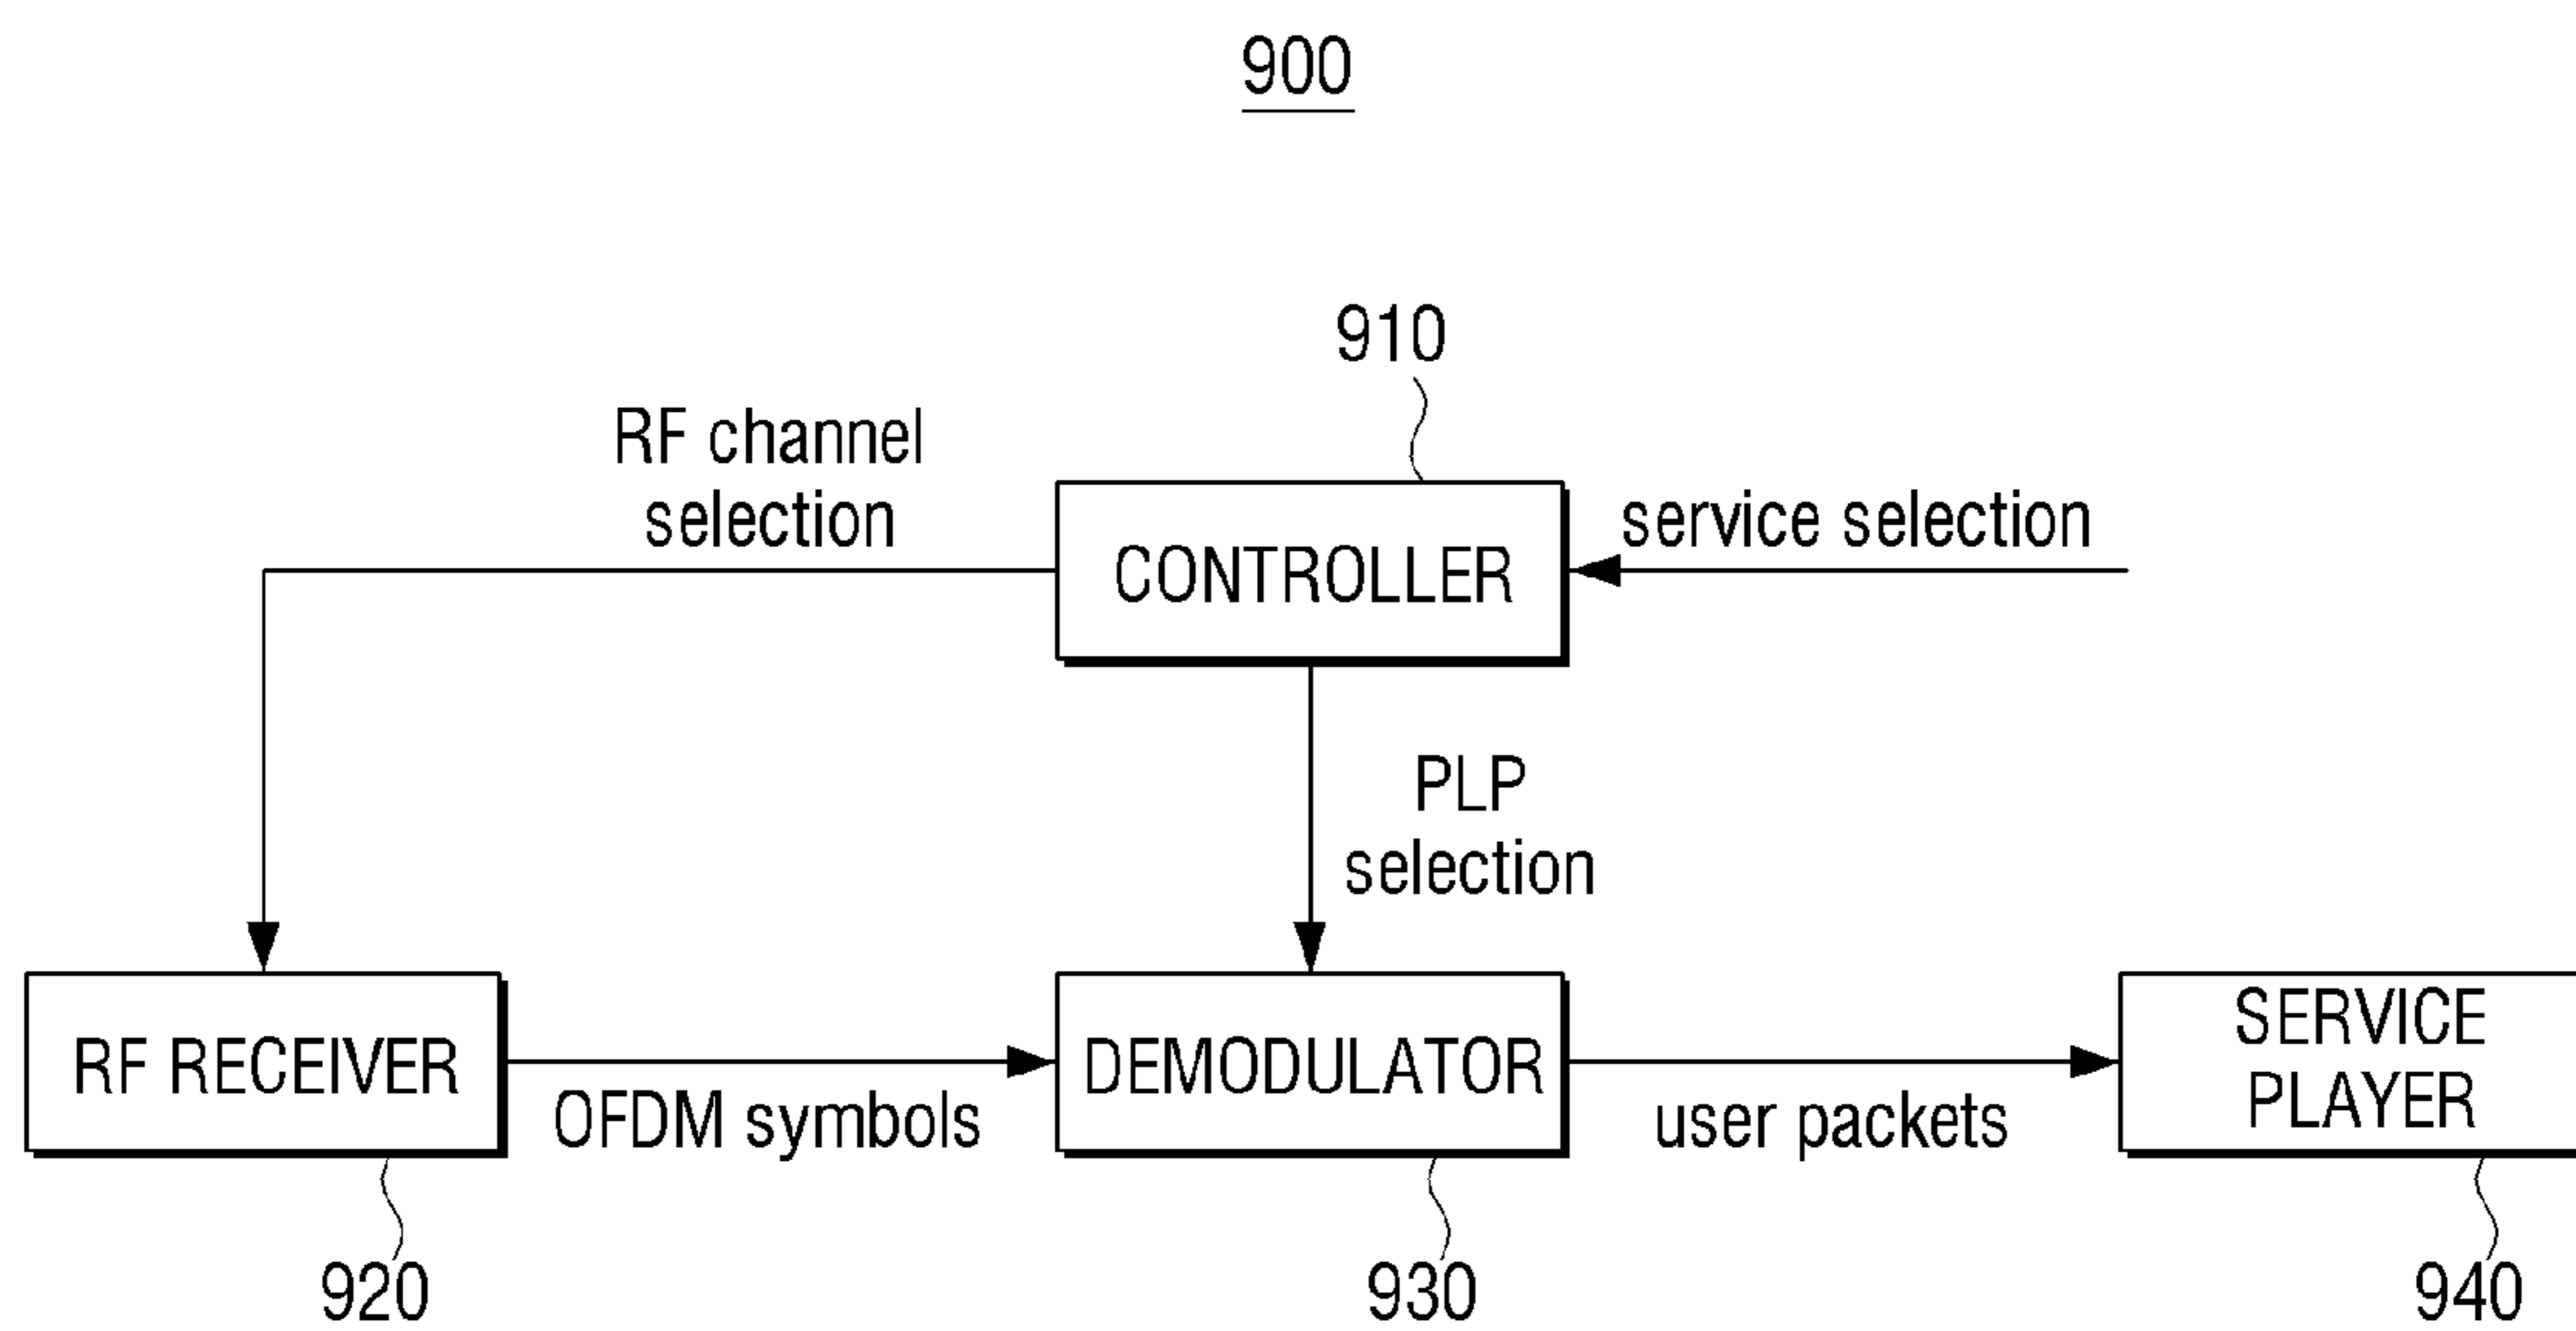 900
910
RF channel
selection
service selection
CONTROLLER
PLP
selection
RF RECEIVER
OFDM symbols
DEMODULATOR
user packets
SERVICE
PLAYER
920
930
940